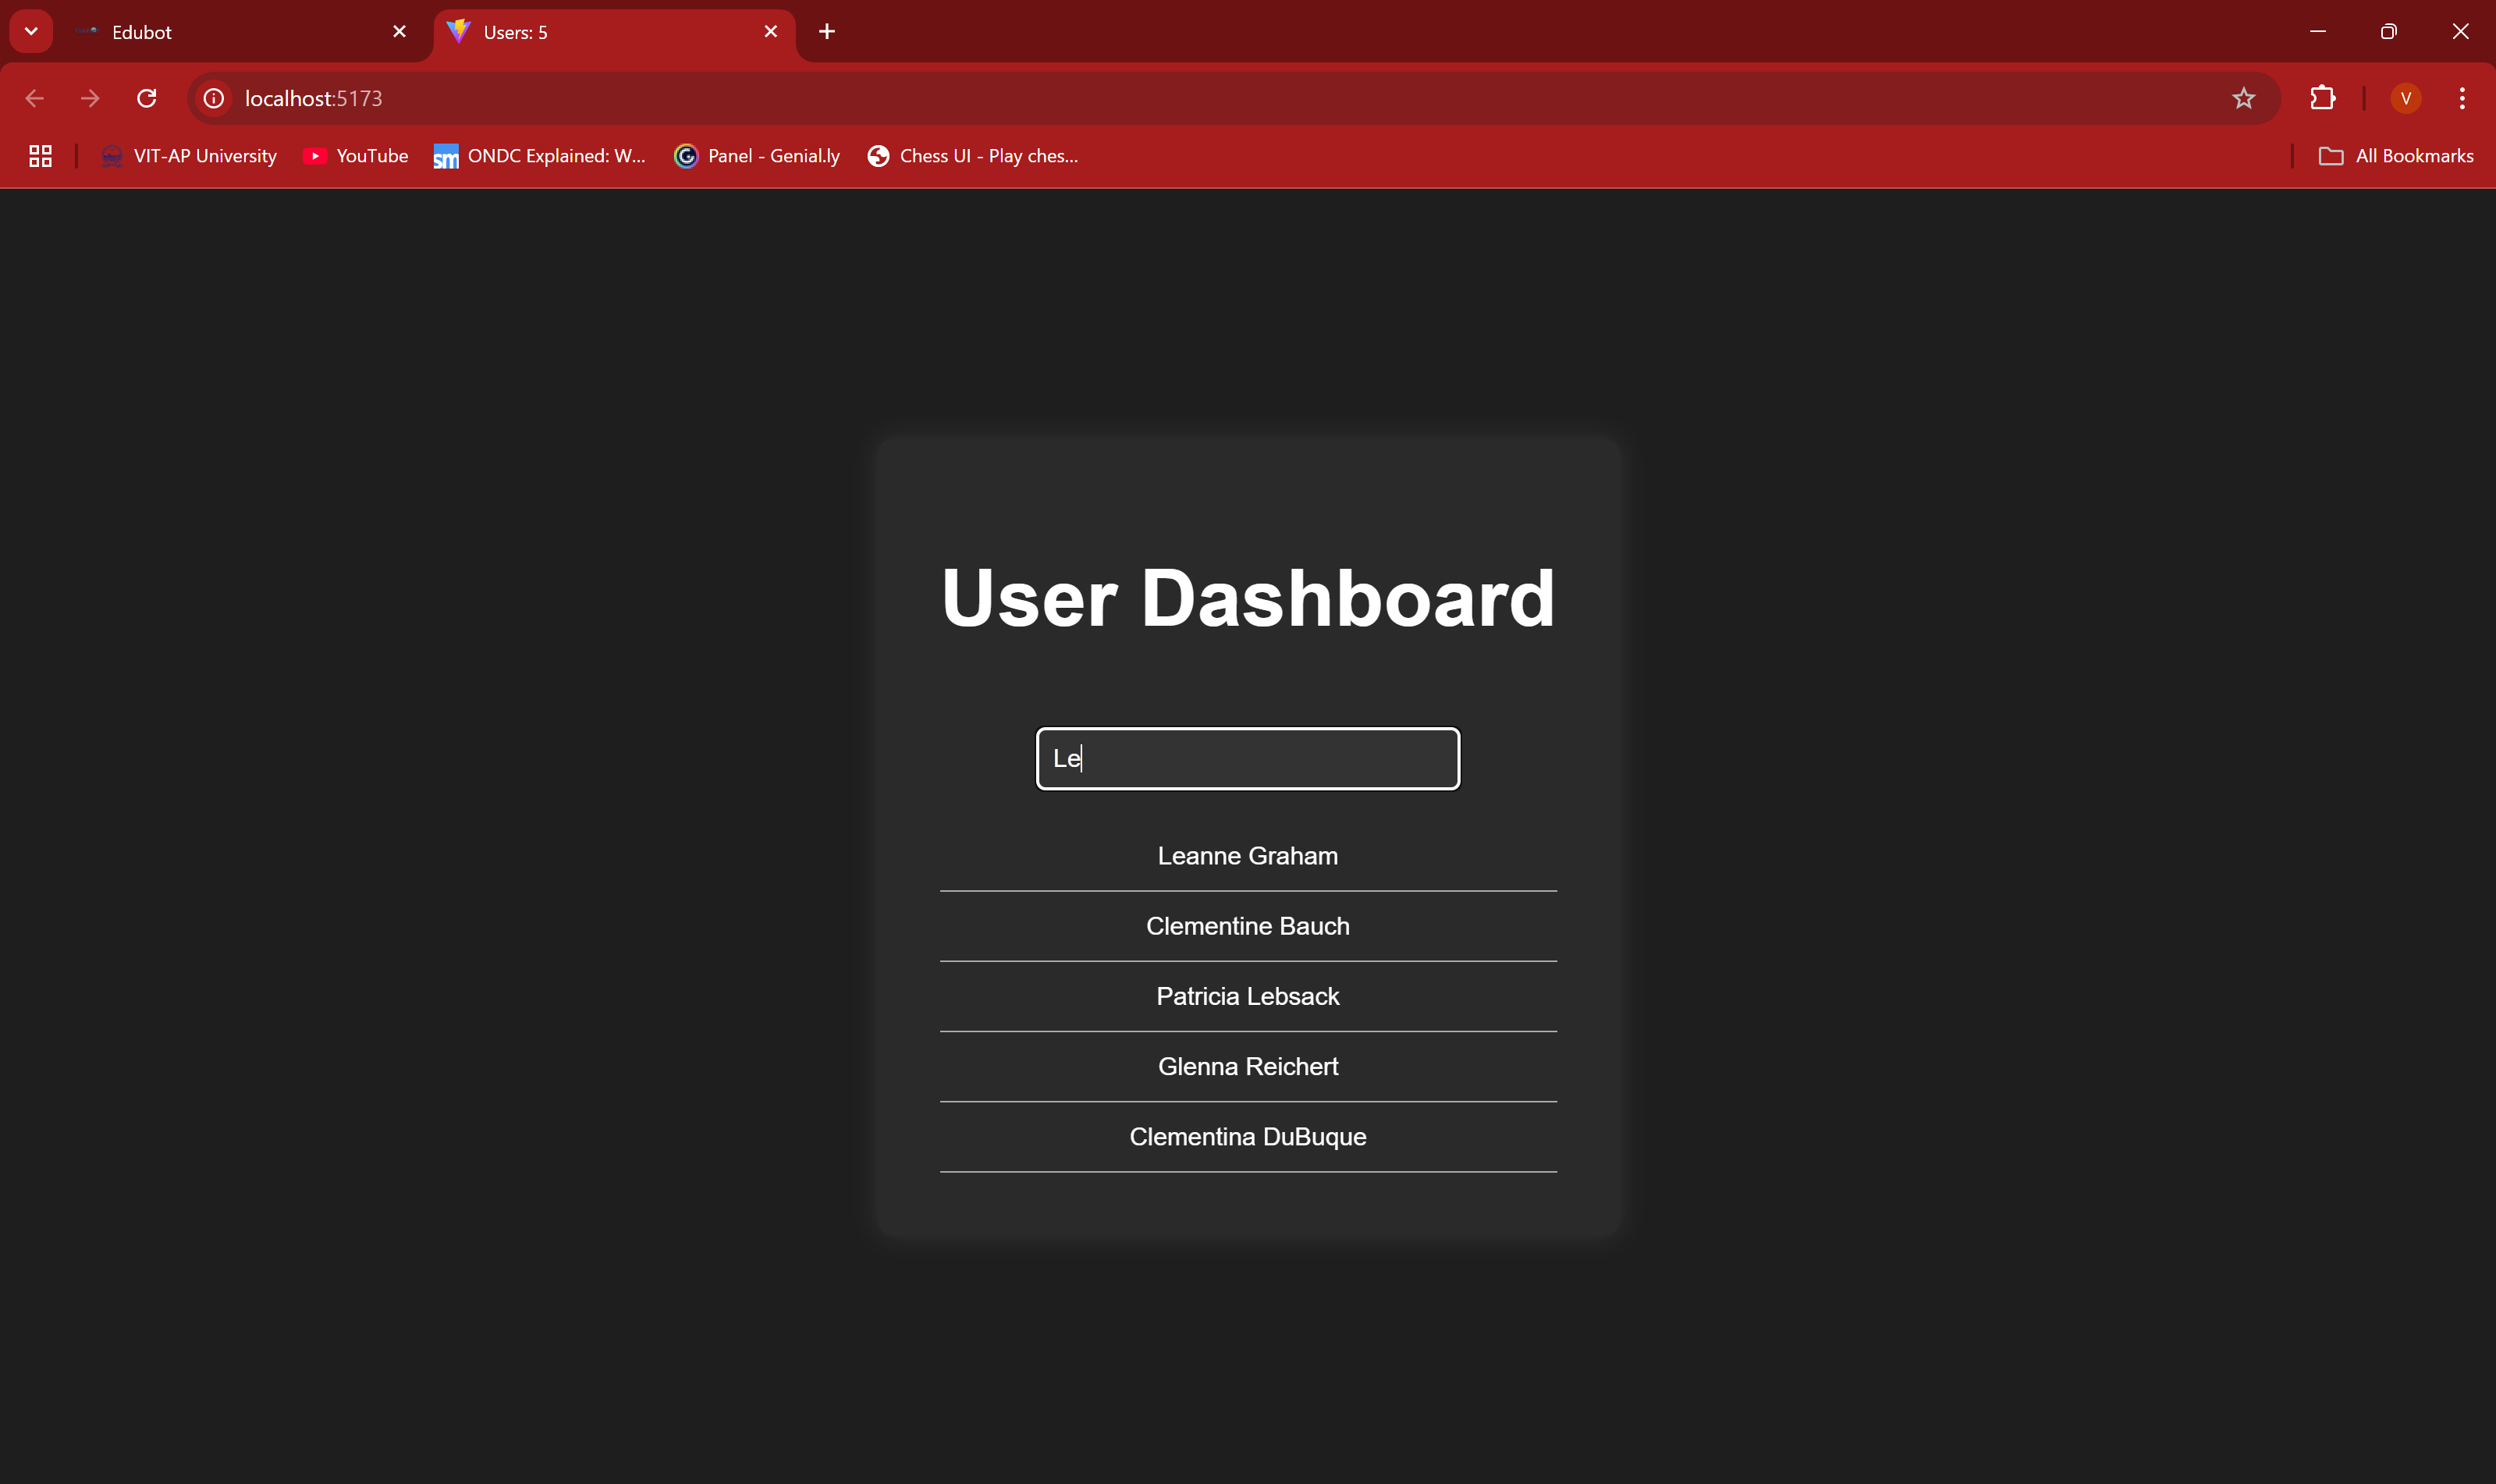 Edubot
Users: 5
localhost:5173
V
VIT-AP University
YouTube
sm
ONDC Explained: W...
Panel - Genial.ly
Chess UI - Play ches...
All Bookmarks
User Dashboard
Le
Leanne Graham
Clementine Bauch
Patricia Lebsack
Glenna Reichert
Clementina DuBuque